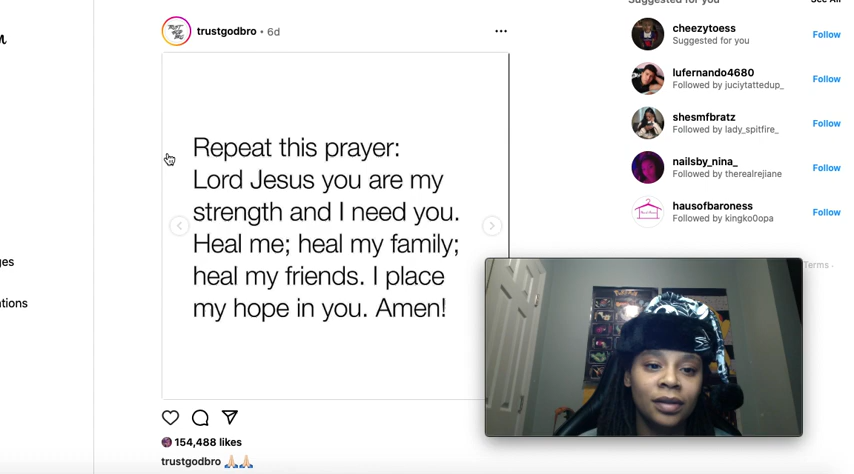 Suggested for you
See All
trustgodbro • 6d
...
Repeat this prayer:
Lord Jesus you are my
strength and I need you.
Heal me; heal my family;
heal my friends. I place
my hope in you. Amen!
154,488 likes
trustgodbro 🙏🏼🙏🏼
cheezytoess
Suggested for you
Follow
lufernando4680
Followed by juciytattedup_
Follow
shesmfbratz
Followed by lady_spitfire_
Follow
nailsby_nina_
Followed by therealrejiane
Follow
hausofbaroness
Followed by kingko0opa
Follow
Terms ·
ges
ations